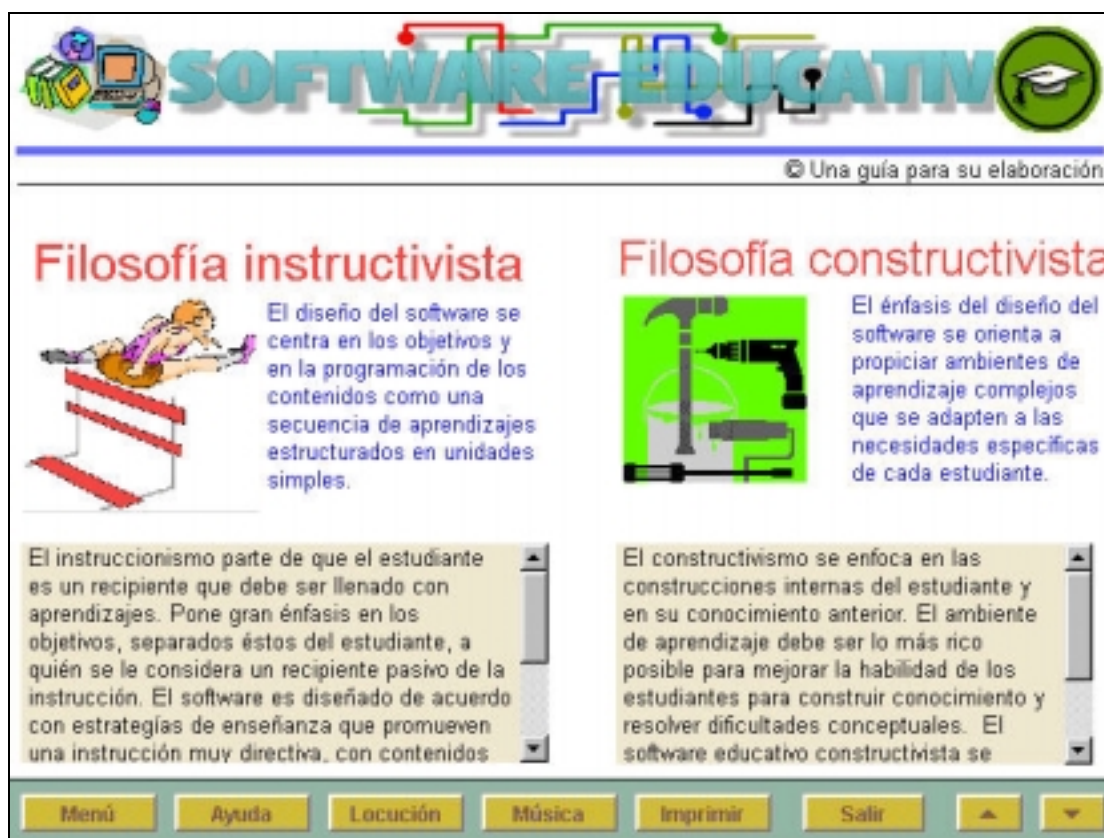 SOFTWARE EDUCATIV
© Una guía para su elaboración
Filosofía instructivista
El diseño del software se
centra en los objetivos y
en la programación de los
contenidos como una
secuencia de aprendizajes
estructurados en unidades
simples.
El instruccionismo parte de que el estudiante
es un recipiente que debe ser llenado con
aprendizajes. Pone gran énfasis en los
objetivos, separados éstos del estudiante, a
quién se le considera un recipiente pasivo de la
instrucción. El software es diseñado de acuerdo
con estrategías de enseñanza que promueven
una instrucción muy directiva, con contenidos
Filosofía constructivista
El énfasis del diseño del
software se orienta a
propiciar ambientes de
aprendizaje complejos
que se adapten a las
necesidades específicas
de cada estudiante.
El constructivismo se enfoca en las
construcciones internas del estudiante y
en su conocimiento anterior. El ambiente
de aprendizaje debe ser lo más rico
posible para mejorar la habilidad de los
estudiantes para construir conocimiento y
resolver dificultades conceptuales. El
software educativo constructivista se
Menú
Ayuda
Locución
Música
Imprimir
Salir